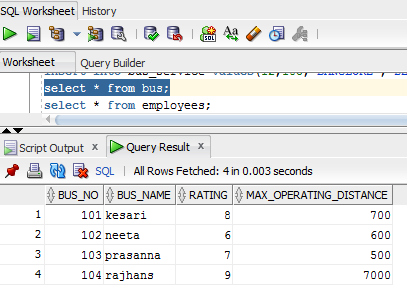 SQL Worksheet History
Worksheet Query Builder
select * from bus;
select * from employees;
Script Output x Query Result x
SQL | All Rows Fetched: 4 in 0.003 seconds
BUS_NO BUS_NAME RATING MAX_OPERATING_DISTANCE
1 101 kesari 8 700
2 102 neeta 6 600
3 103 prasanna 7 500
4 104 rajhans 9 7000